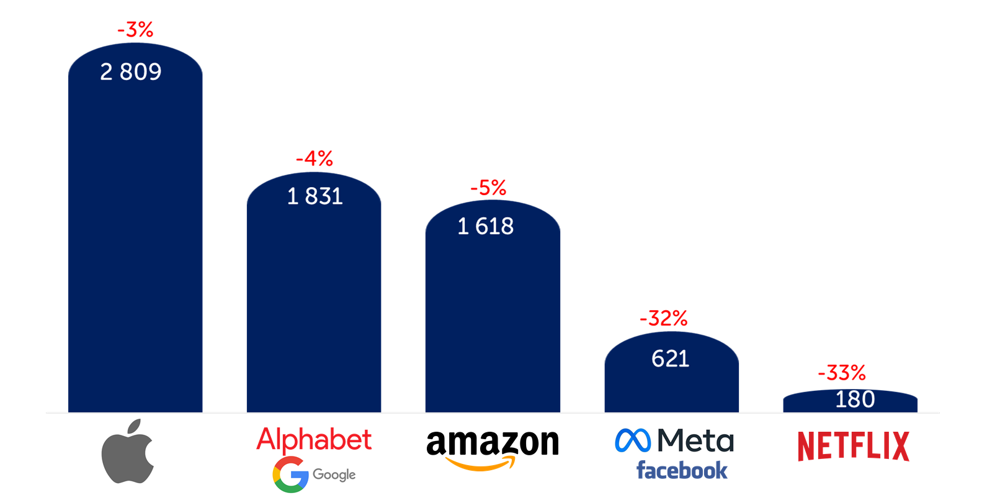 -3%
2 809
-4%
1 831
-5%
1 618
-32%
621
-33%
180
Alphabet
Google
amazon
Meta
facebook
NETFLIX